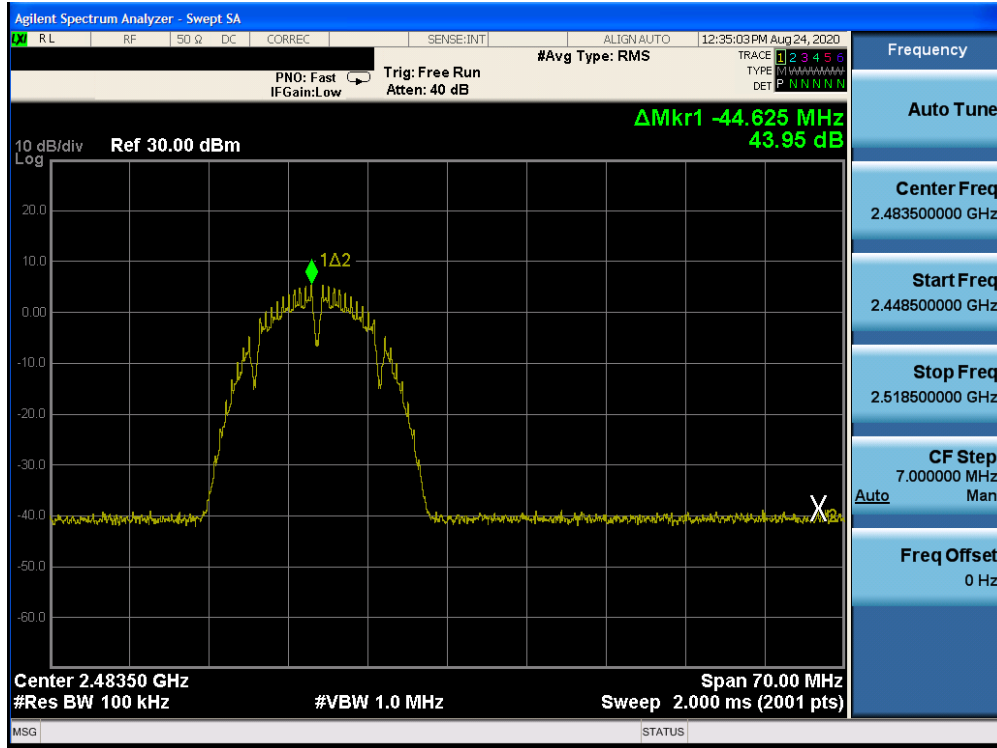 Agilent Spectrum Analyzer - Swept SA
LXI RL RF 50 Ω DC CORREC SENSE:INT ALIGN AUTO 12:35:03 PM Aug 24, 2020
#Avg Type: RMS TRACE 1 2 3 4 5 6
PNO: Fast Trig: Free Run TYPE M WWWWW
IFGain:Low Atten: 40 dB DET P N N N N N
ΔMkr1 -44.625 MHz
43.95 dB
10 dB/div Ref 30.00 dBm
Log
20.0
10.0
1Δ2
0.00
-10.0
-20.0
-30.0
-40.0
X2
-50.0
-60.0
Center 2.48350 GHz Span 70.00 MHz
#Res BW 100 kHz #VBW 1.0 MHz Sweep 2.000 ms (2001 pts)
MSG STATUS
Frequency
Auto Tune
Center Freq
2.483500000 GHz
Start Freq
2.448500000 GHz
Stop Freq
2.518500000 GHz
CF Step
7.000000 MHz
Auto Man
Freq Offset
0 Hz